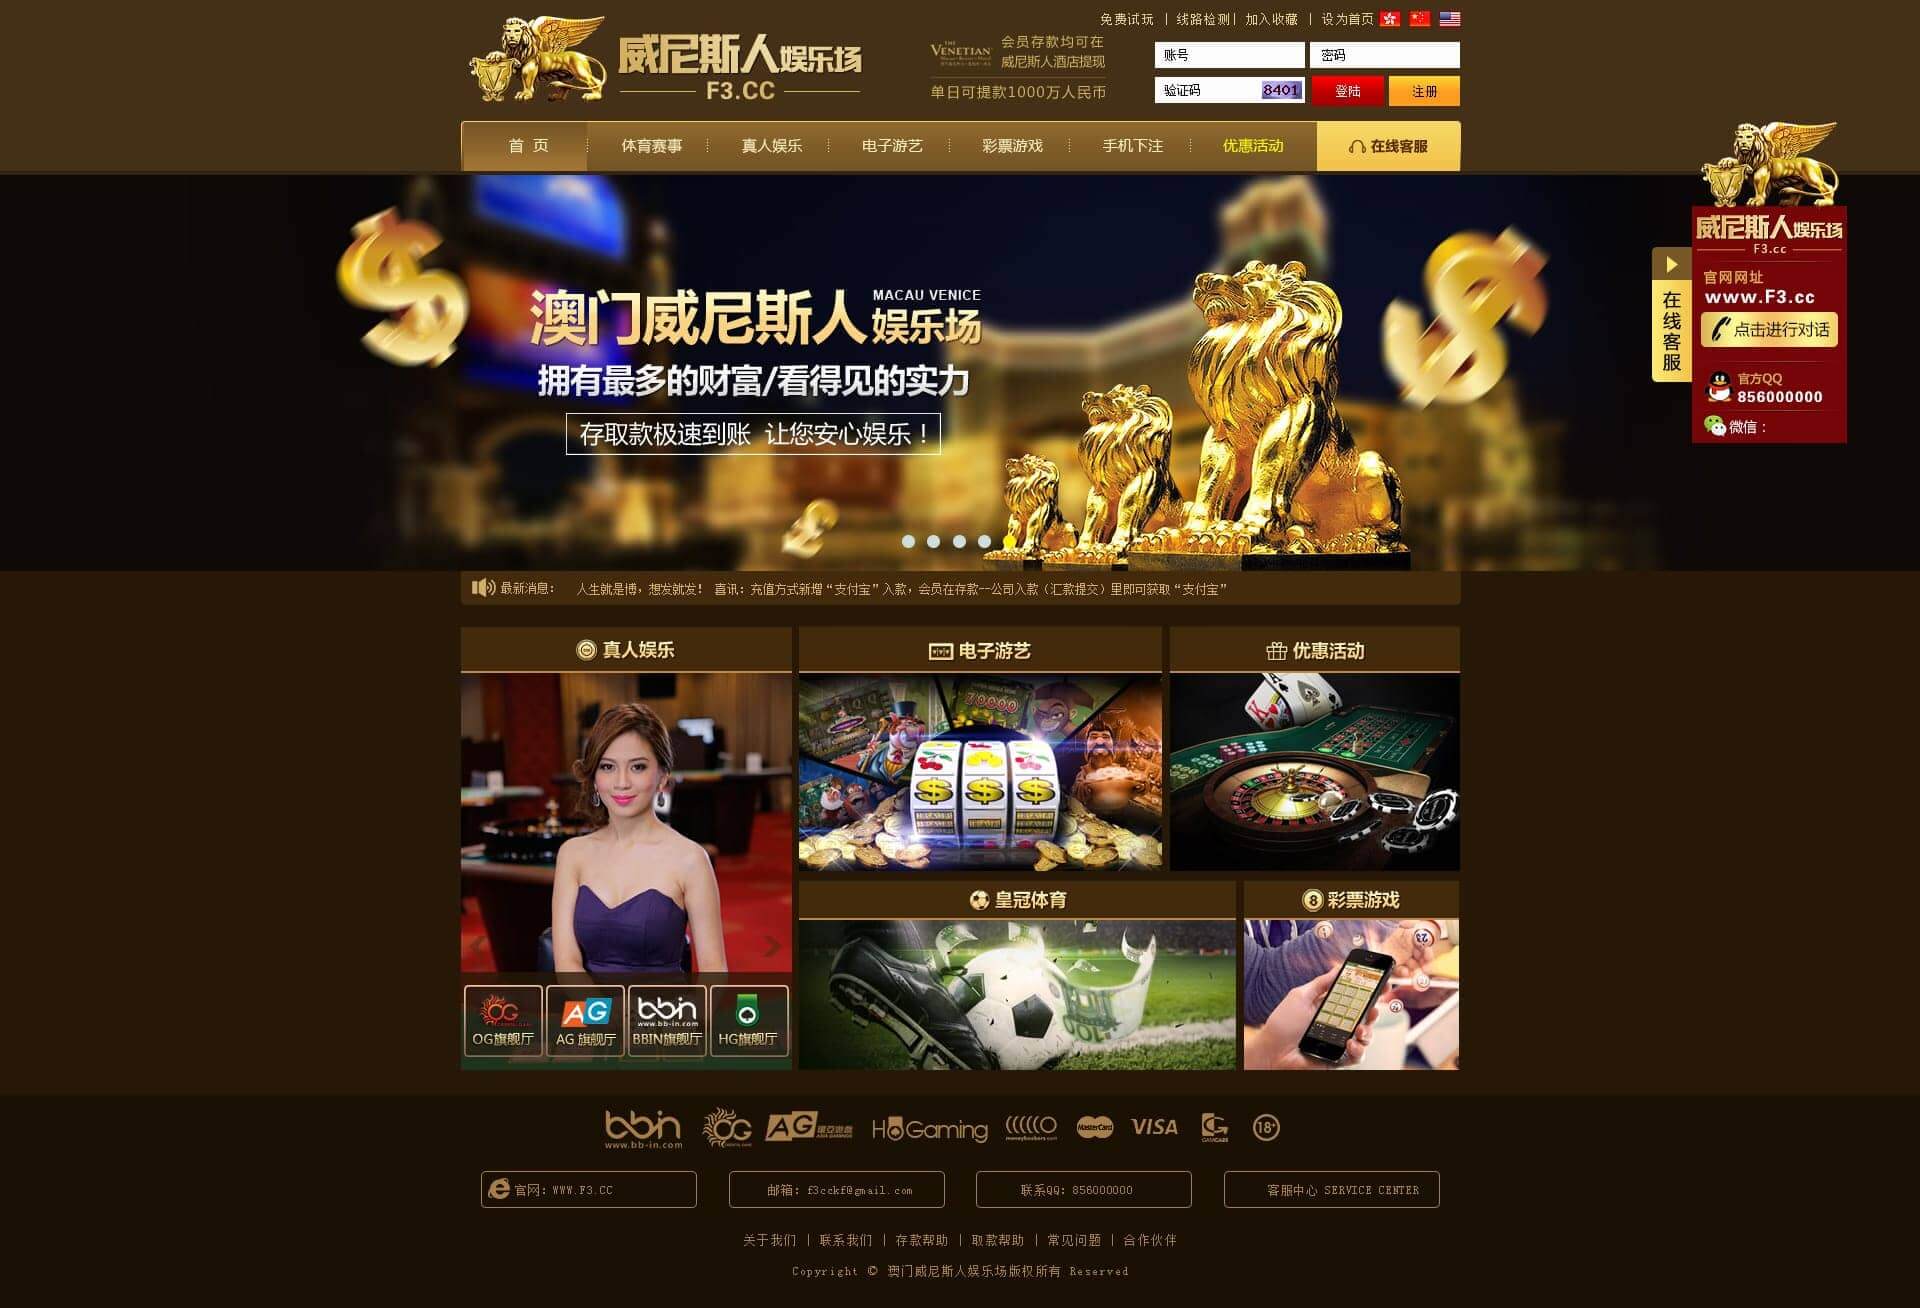 免费试玩 | 线路检测 | 加入收藏 | 设为首页
威尼斯人娱乐场
F3.CC
THE
VENETIAN
会员存款均可在
威尼斯人酒店提现
单日可提款1000万人民币
账号
密码
验证码
8401
登陆
注册
首 页
体育赛事
真人娱乐
电子游艺
彩票游戏
手机下注
优惠活动
在线客服
澳门威尼斯人娱乐场
MACAU VENICE
拥有最多的财富/看得见的实力
存取款极速到账 让您安心娱乐！
在线客服
威尼斯人娱乐场
F3.cc
官网网址
www.F3.cc
点击进行对话
官方QQ
856000000
微信：
最新消息： 人生就是博，想发就发！ 喜讯：充值方式新增“支付宝”入款，会员在存款--公司入款（汇款提交）里即可获取“支付宝”
真人娱乐
电子游艺
优惠活动
70000
OG
AG
bbin
www.bb-in.com
OG旗舰厅
AG 旗舰厅
BBIN旗舰厅
HG旗舰厅
皇冠体育
8 彩票游戏
23
bbin
www.bb-in.com
OG
AG
ASIA GAMING
HoGaming
moneybookers.com
MasterCard
VISA
GAMCARE
18+
官网：WWW.F3.CC
邮箱：f3cckf@gmail.com
联系QQ：856000000
客服中心 SERVICE CENTER
关于我们 | 联系我们 | 存款帮助 | 取款帮助 | 常见问题 | 合作伙伴
Copyright © 澳门威尼斯人娱乐场版权所有 Reserved